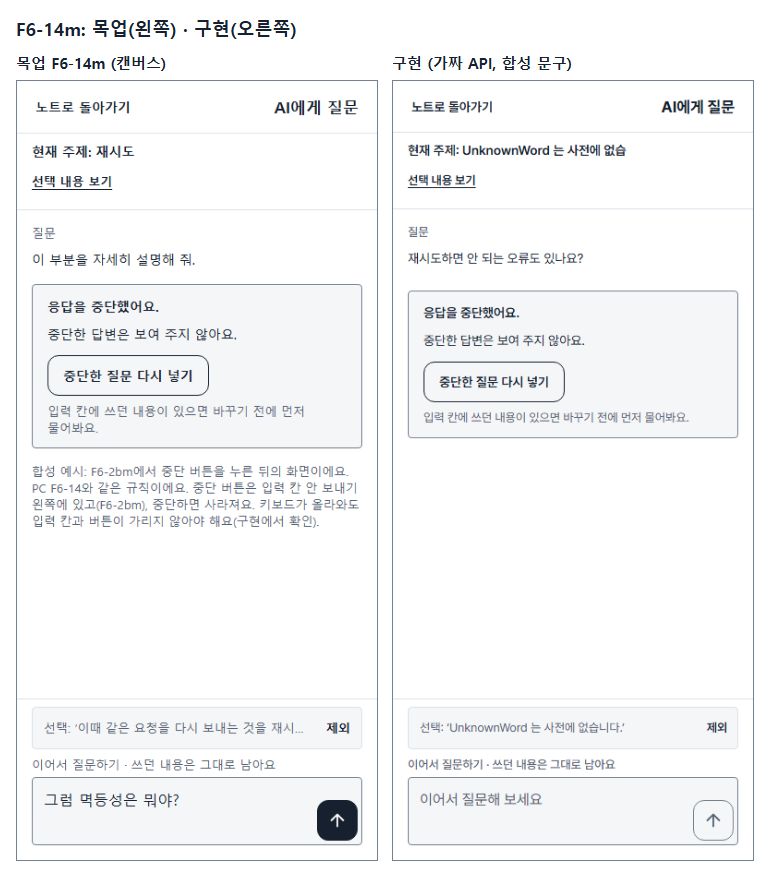 F6-14m: 목업(왼쪽) · 구현(오른쪽)
목업 F6-14m (캔버스)
노트로 돌아가기
AI에게 질문
현재 주제: 재시도
선택 내용 보기
질문
이 부분을 자세히 설명해 줘.
응답을 중단했어요.
중단한 답변은 보여 주지 않아요.
중단한 질문 다시 넣기
입력 칸에 쓰던 내용이 있으면 바꾸기 전에 먼저
물어봐요.
합성 예시: F6-2bm에서 중단 버튼을 누른 뒤의 화면이에요.
PC F6-14와 같은 규칙이에요. 중단 버튼은 입력 칸 안 보내기
왼쪽에 있고(F6-2bm), 중단하면 사라져요. 키보드가 올라와도
입력 칸과 버튼이 가리지 않아야 해요(구현에서 확인).
선택: ‘이때 같은 요청을 다시 보내는 것을 재시...
제외
이어서 질문하기 · 쓰던 내용은 그대로 남아요
그럼 멱등성은 뭐야?
구현 (가짜 API, 합성 문구)
노트로 돌아가기
AI에게 질문
현재 주제: UnknownWord 는 사전에 없습
선택 내용 보기
질문
재시도하면 안 되는 오류도 있나요?
응답을 중단했어요.
중단한 답변은 보여 주지 않아요.
중단한 질문 다시 넣기
입력 칸에 쓰던 내용이 있으면 바꾸기 전에 먼저 물어봐요.
선택: ‘UnknownWord 는 사전에 없습니다.’
제외
이어서 질문하기 · 쓰던 내용은 그대로 남아요
이어서 질문해 보세요